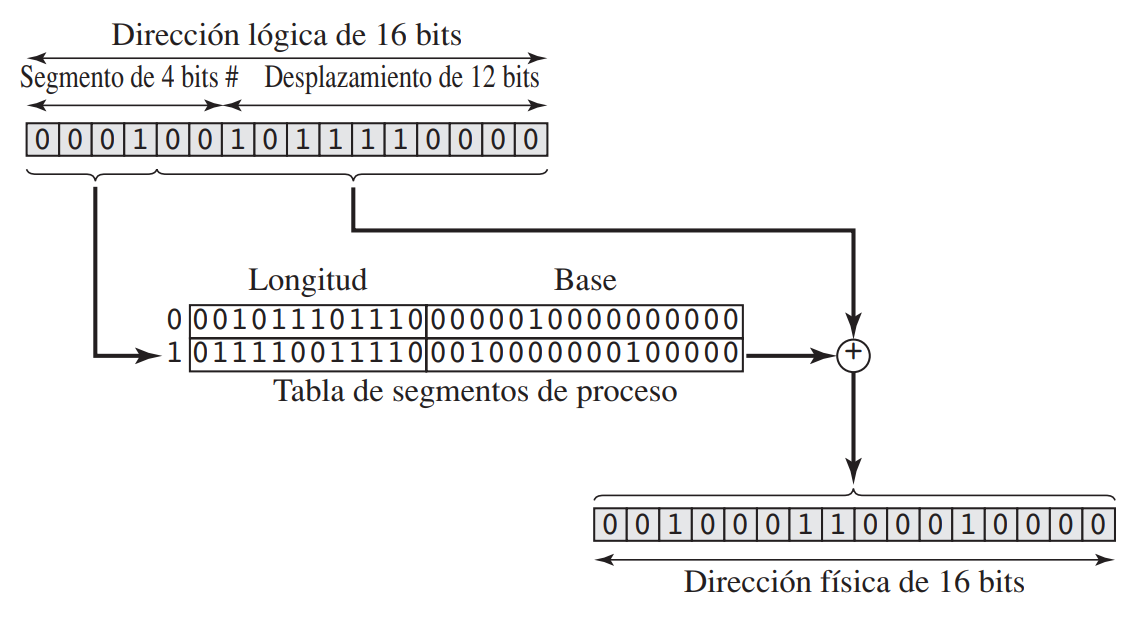 Dirección lógica de 16 bits
Segmento de 4 bits # Desplazamiento de 12 bits
0 0 0 1 0 0 1 0 1 1 1 1 0 0 0 0
Longitud Base
0 001011101110 0000010000000000
1 011110011110 0010000000100000
Tabla de segmentos de proceso
+
0 0 1 0 0 0 1 1 0 0 0 1 0 0 0 0
Dirección física de 16 bits